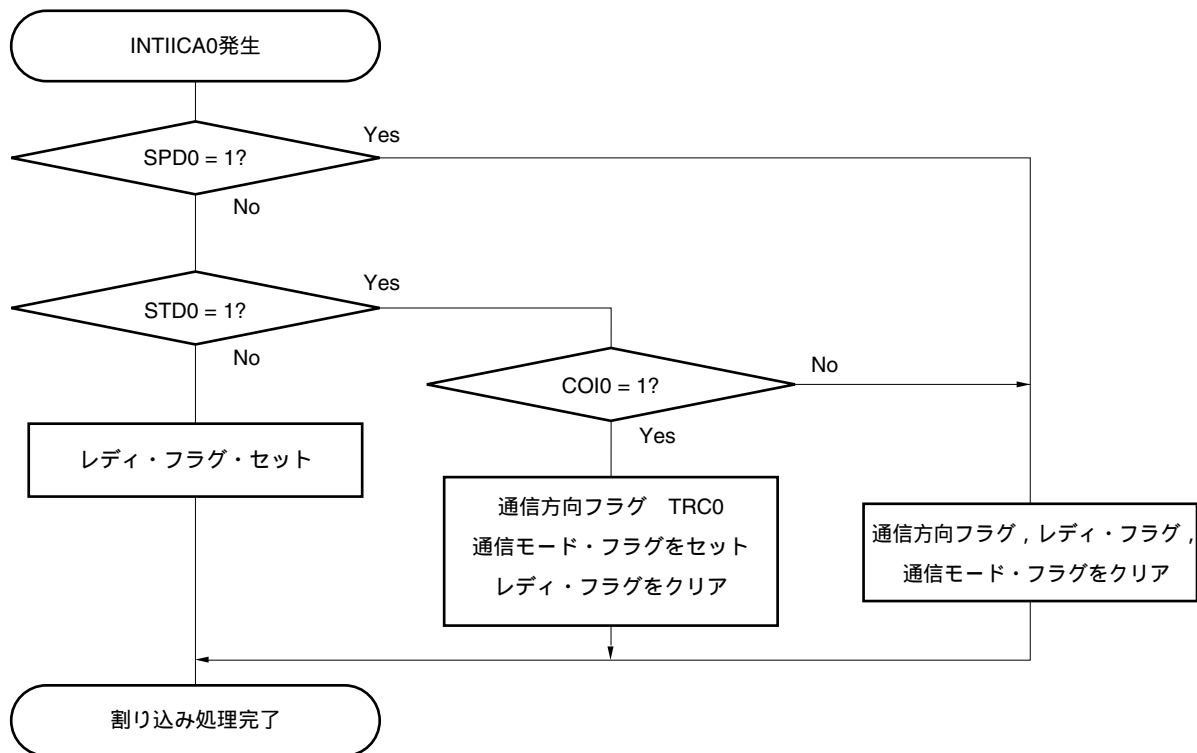 INTIICA0発生
SPD0 = 1?
Yes
No
STD0 = 1?
Yes
No
COI0 = 1?
No
Yes
レディ・フラグ・セット
通信方向フラグ　TRC0
通信モード・フラグをセット
レディ・フラグをクリア
通信方向フラグ , レディ・フラグ ,
通信モード・フラグをクリア
割り込み処理完了